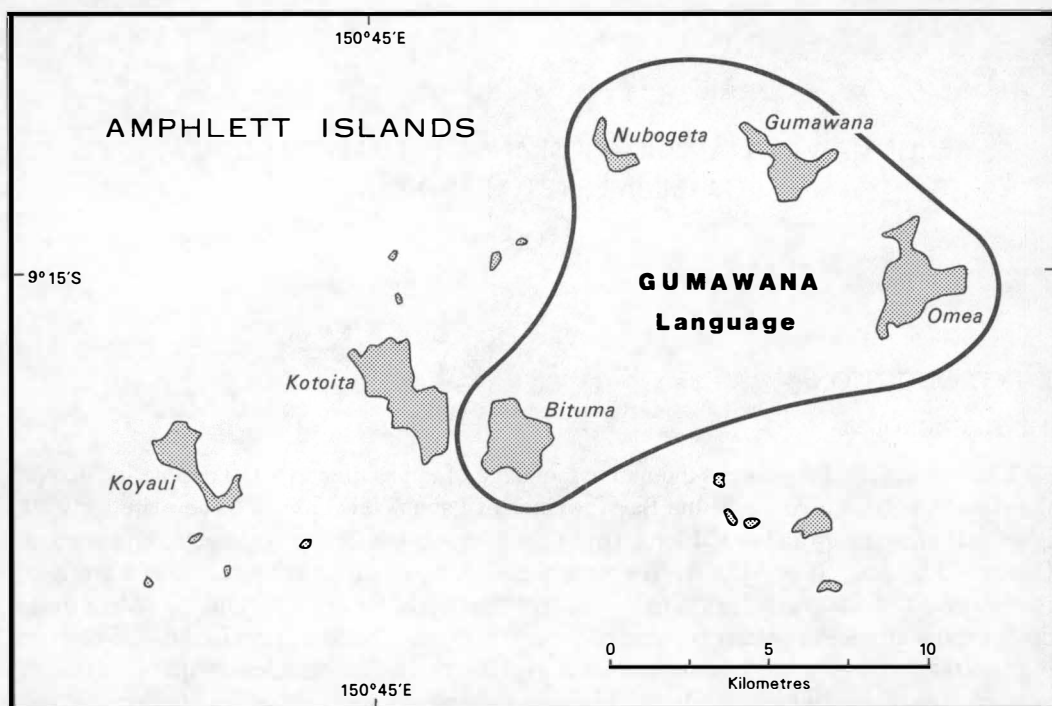 150°45'E
AMPHLETT ISLANDS
Nubogeta
Gumawana
9°15'S
GUMAWANA
Language
Omea
Kotoita
Bituma
Koyaui
0 5 10
Kilometres
150°45'E